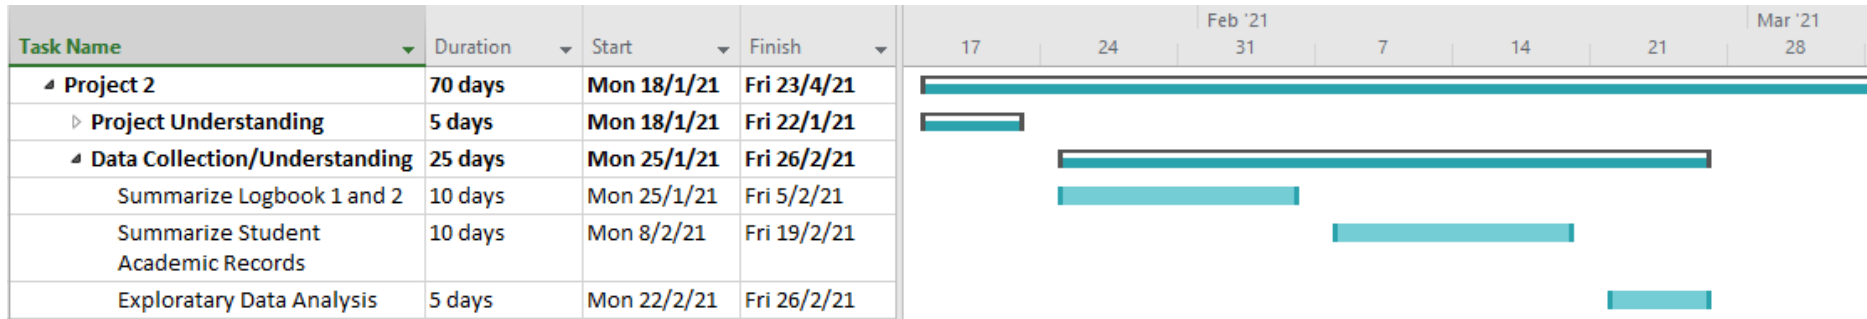 Feb '21 Mar '21
Task Name Duration Start Finish 17 24 31 7 14 21 28
Project 2 70 days Mon 18/1/21 Fri 23/4/21
Project Understanding 5 days Mon 18/1/21 Fri 22/1/21
Data Collection/Understanding 25 days Mon 25/1/21 Fri 26/2/21
Summarize Logbook 1 and 2 10 days Mon 25/1/21 Fri 5/2/21
Summarize Student 10 days Mon 8/2/21 Fri 19/2/21
Academic Records
Exploratary Data Analysis 5 days Mon 22/2/21 Fri 26/2/21